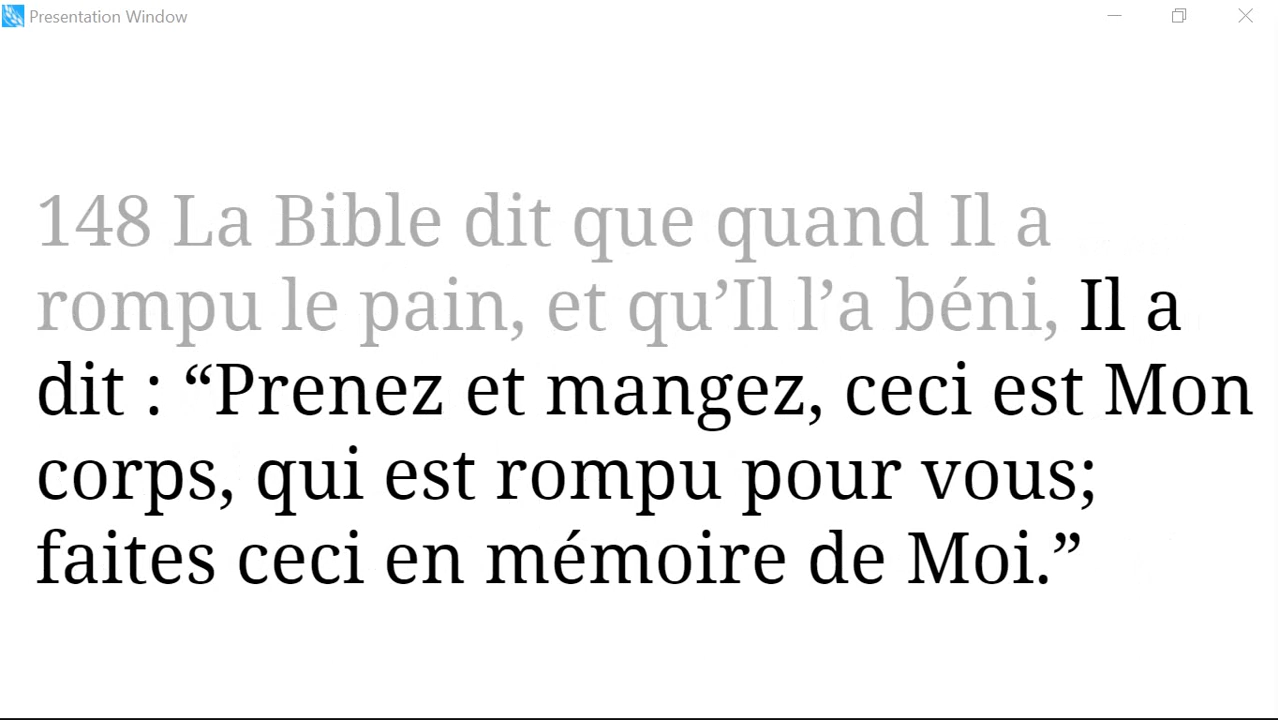 Presentation Window
148 La Bible dit que quand Il a
rompu le pain, et qu’Il l’a béni, Il a
dit : “Prenez et mangez, ceci est Mon
corps, qui est rompu pour vous;
faites ceci en mémoire de Moi.”